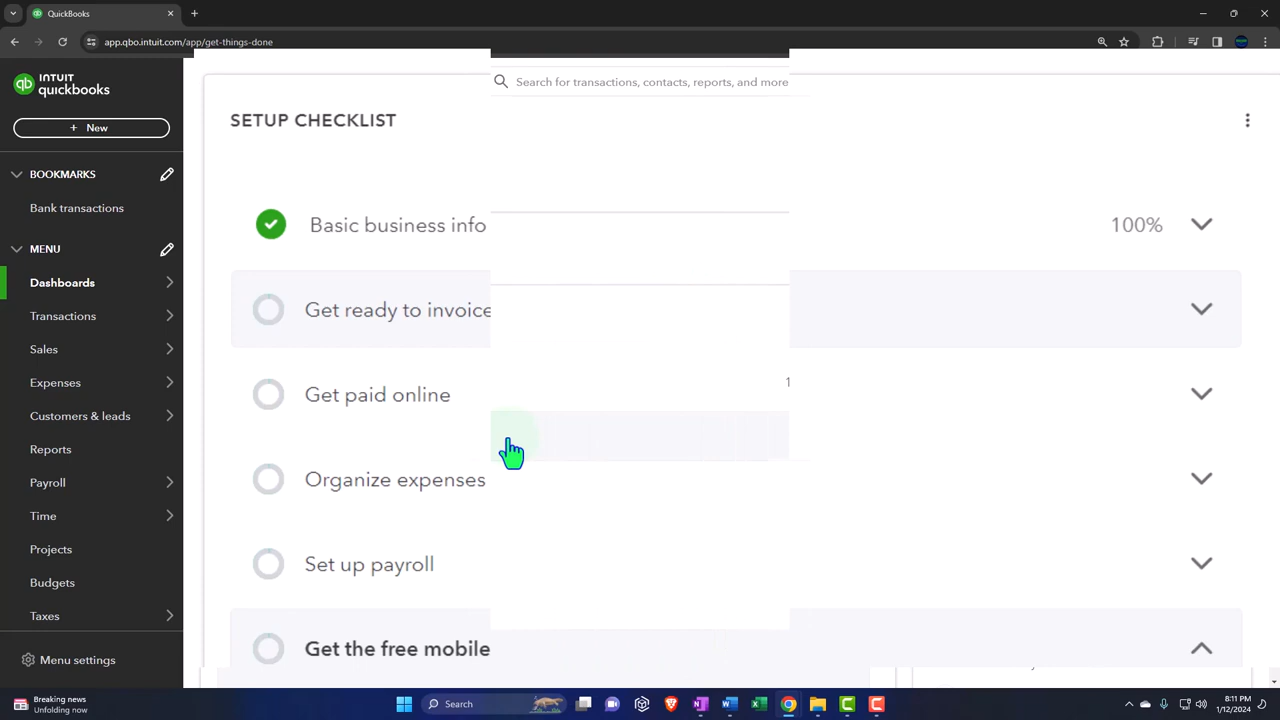 QuickBooks
app.qbo.intuit.com/app/get-things-done
INTUIT
quickbooks
+ New
BOOKMARKS
Bank transactions
MENU
Dashboards
Transactions
Sales
Expenses
Customers & leads
Reports
Payroll
Time
Projects
Budgets
Taxes
Menu settings
Search for transactions, contacts, reports, and more
SETUP CHECKLIST
Basic business info
100%
Get ready to invoice
Get paid online
1
Organize expenses
Set up payroll
Get the free mobile
Breaking news
Unfolding now
Search
8:11 PM
1/12/2024